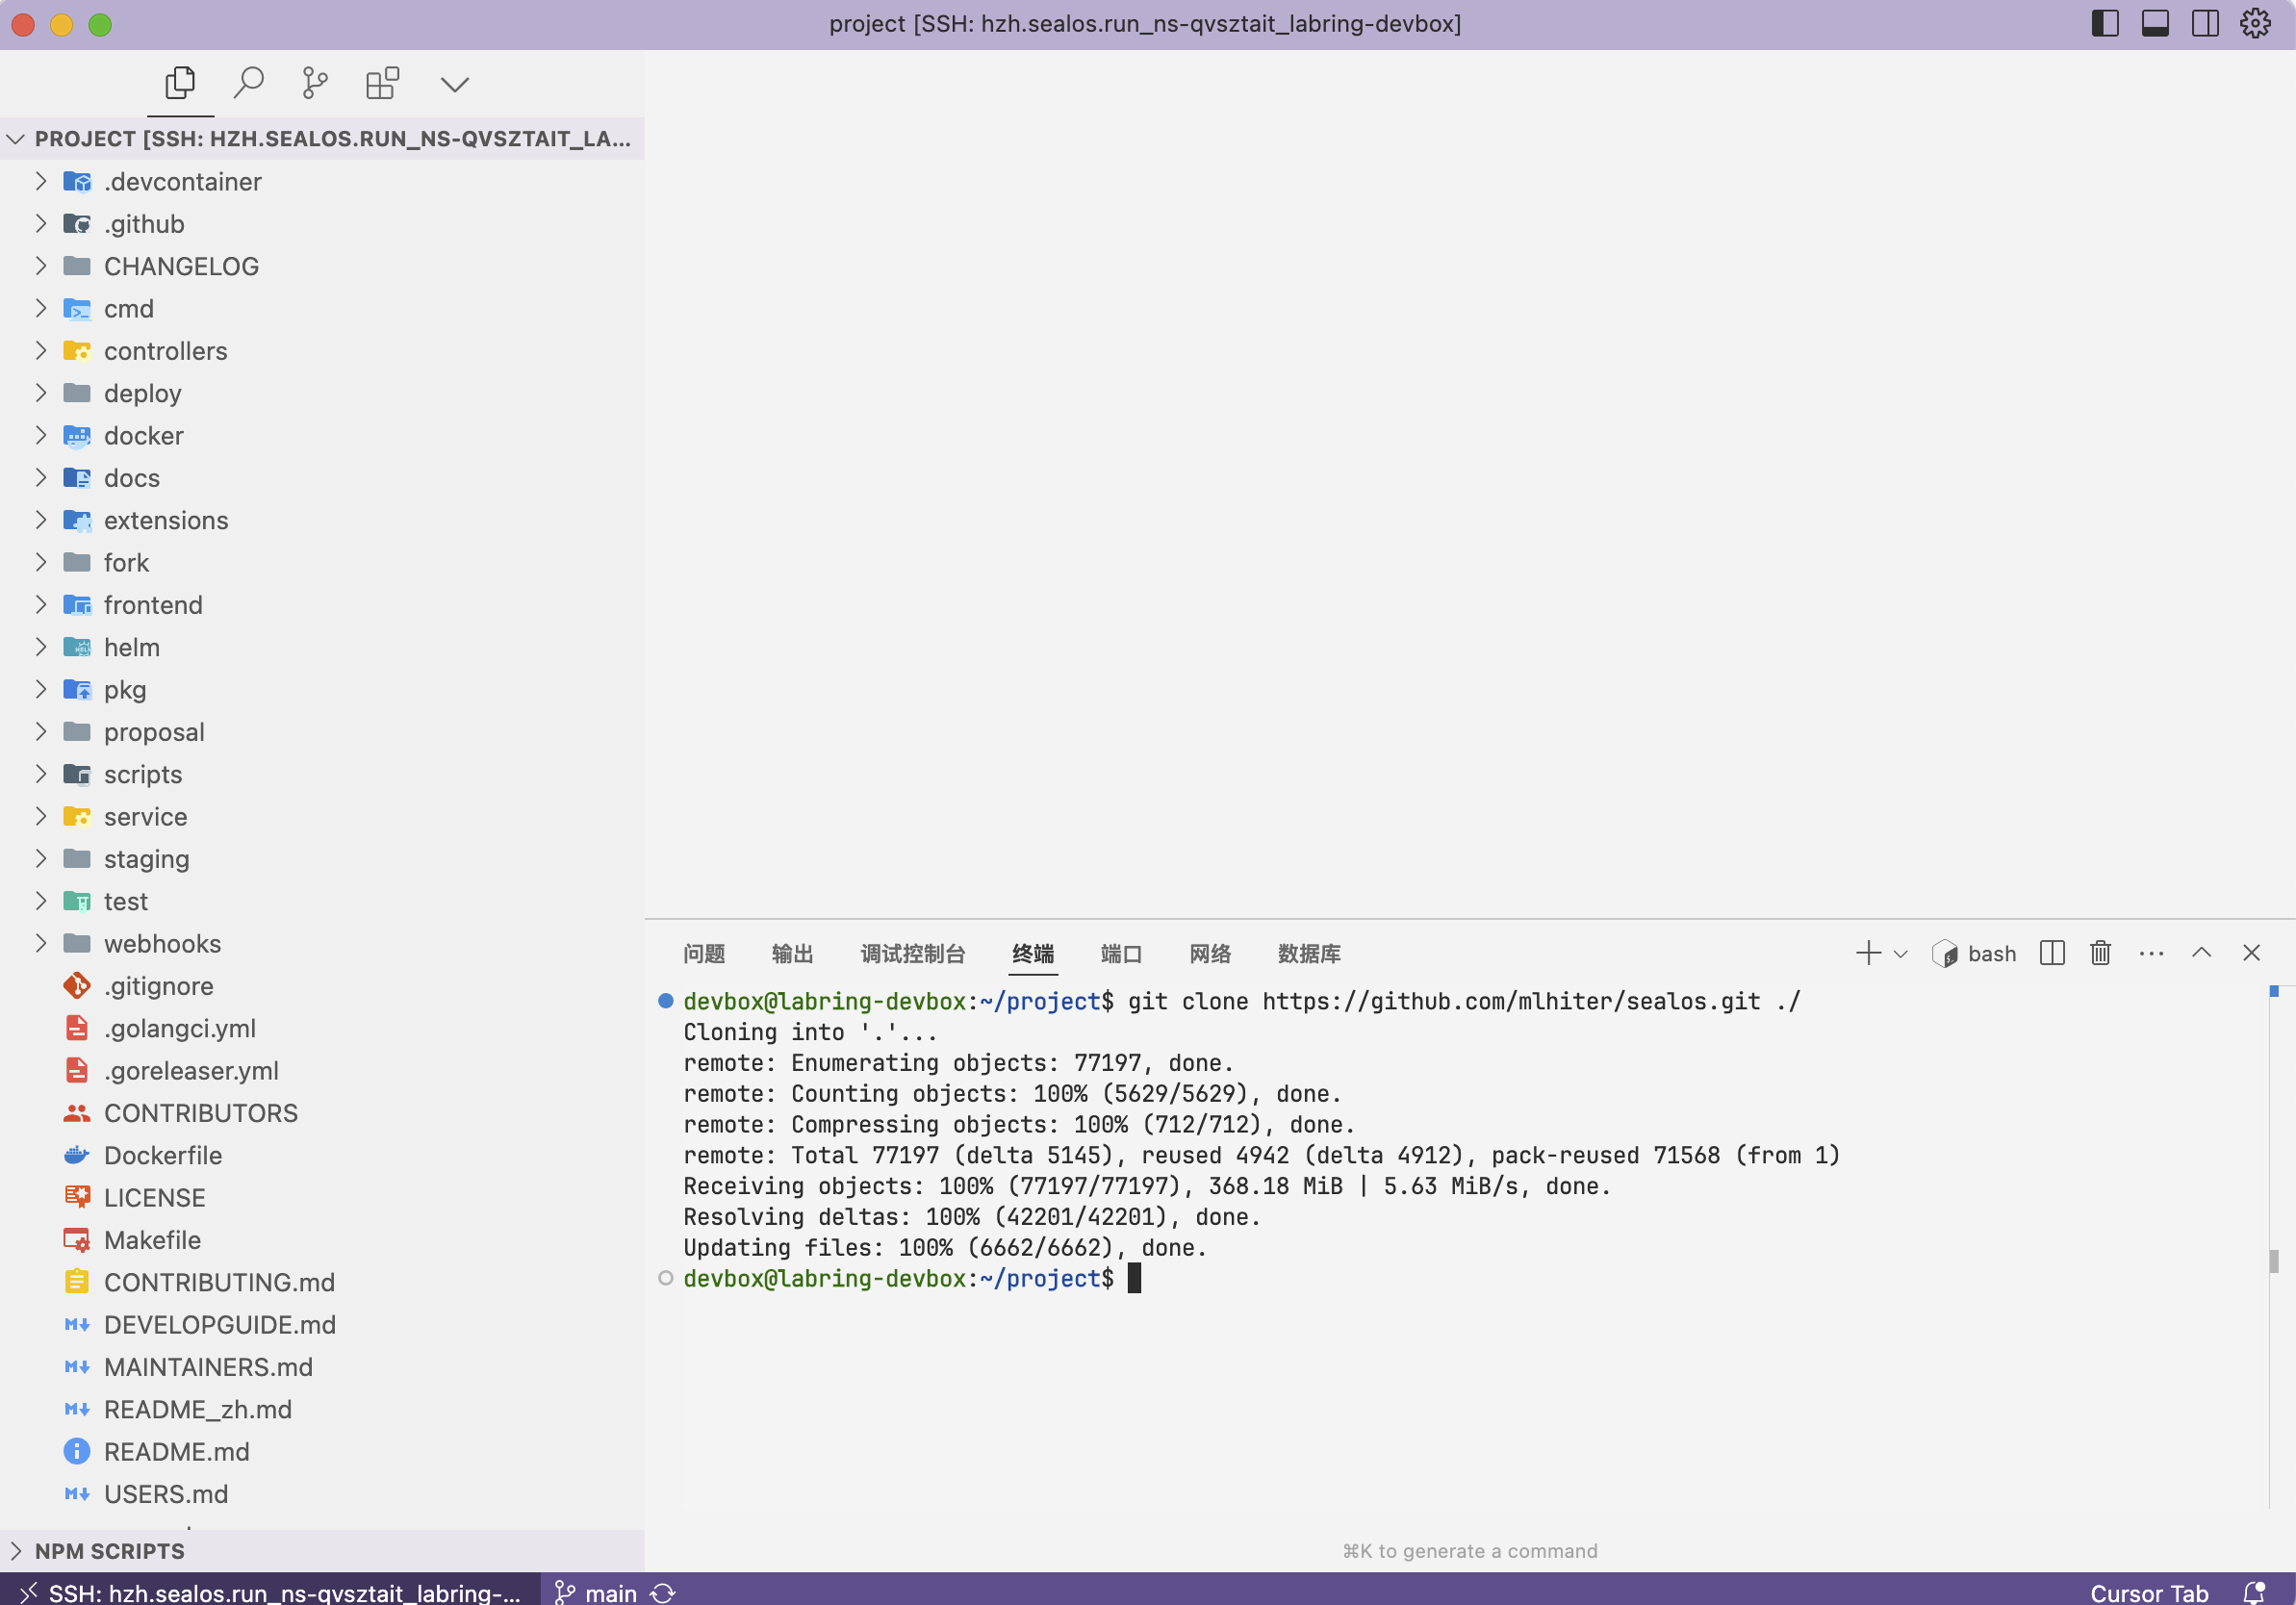 project [SSH: hzh.sealos.run_ns-qvsztait_labring-devbox]
PROJECT [SSH: HZH.SEALOS.RUN_NS-QVSZTAIT_LA...
.devcontainer
.github
CHANGELOG
cmd
controllers
deploy
docker
docs
extensions
fork
frontend
helm
pkg
proposal
scripts
service
staging
test
webhooks
.gitignore
.golangci.yml
.goreleaser.yml
CONTRIBUTORS
Dockerfile
LICENSE
Makefile
CONTRIBUTING.md
DEVELOPGUIDE.md
MAINTAINERS.md
README_zh.md
README.md
USERS.md
NPM SCRIPTS
问题 输出 调试控制台 终端 端口 网络 数据库 bash
devbox@labring-devbox:~/project$ git clone https://github.com/mlhiter/sealos.git ./
Cloning into '.'...
remote: Enumerating objects: 77197, done.
remote: Counting objects: 100% (5629/5629), done.
remote: Compressing objects: 100% (712/712), done.
remote: Total 77197 (delta 5145), reused 4942 (delta 4912), pack-reused 71568 (from 1)
Receiving objects: 100% (77197/77197), 368.18 MiB | 5.63 MiB/s, done.
Resolving deltas: 100% (42201/42201), done.
Updating files: 100% (6662/6662), done.
devbox@labring-devbox:~/project$
⌘K to generate a command
SSH: hzh.sealos.run_ns-qvsztait_labring-... main Cursor Tab